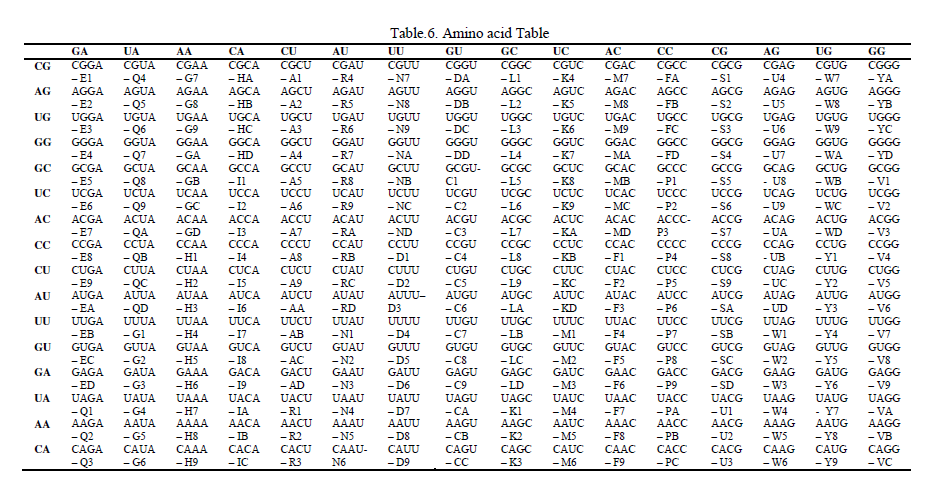 Table.6. Amino acid Table
GA UA AA CA CU AU UU GU GC UC AC CC CG AG UG GG
CG CGGA CGUA CGAA CGCA CGCU CGAU CGUU CGGU CGGC CGUC CGAC CGCC CGCG CGAG CGUG CGGG
– E1 – Q4 – G7 – HA – A1 – R4 – N7 – DA – L1 – K4 – M7 – FA – S1 – U4 – W7 – YA
AG AGGA AGUA AGAA AGCA AGCU AGAU AGUU AGGU AGGC AGUC AGAC AGCC AGCG AGAG AGUG AGGG
– E2 – Q5 – G8 – HB – A2 – R5 – N8 – DB – L2 – K5 – M8 – FB – S2 – U5 – W8 – YB
UG UGGA UGUA UGAA UGCA UGCU UGAU UGUU UGGU UGGC UGUC UGAC UGCC UGCG UGAG UGUG UGGG
– E3 – Q6 – G9 – HC – A3 – R6 – N9 – DC – L3 – K6 – M9 – FC – S3 – U6 – W9 – YC
GG GGGA GGUA GGAA GGCA GGCU GGAU GGUU GGGU GGGC GGUC GGAC GGCC GGCG GGAG GGUG GGGG
– E4 – Q7 – GA – HD – A4 – R7 – NA – DD – L4 – K7 – MA – FD – S4 – U7 – WA – YD
GC GCGA GCUA GCAA GCCA GCCU GCAU GCUU GCGU- GCGC GCUC GCAC GCCC GCCG GCAG GCUG GCGG
– E5 – Q8 – GB – I1 – A5 – R8 – NB C1 – L5 – K8 – MB – P1 – S5 - U8 – WB – V1
UC UCGA UCUA UCAA UCCA UCCU UCAU UCUU UCGU UCGC UCUC UCAC UCCC UCCG UCAG UCUG UCGG
– E6 – Q9 – GC – I2 – A6 – R9 – NC – C2 – L6 – K9 – MC – P2 – S6 – U9 – WC – V2
AC ACGA ACUA ACAA ACCA ACCU ACAU ACUU ACGU ACGC ACUC ACAC ACCC- ACCG ACAG ACUG ACGG
– E7 – QA – GD – I3 – A7 – RA – ND – C3 – L7 – KA – MD P3 – S7 – UA – WD – V3
CC CCGA CCUA CCAA CCCA CCCU CCAU CCUU CCGU CCGC CCUC CCAC CCCC CCCG CCAG CCUG CCGG
– E8 – QB – H1 – I4 – A8 – RB – D1 – C4 – L8 – KB – F1 – P4 – S8 - UB – Y1 – V4
CU CUGA CUUA CUAA CUCA CUCU CUAU CUUU CUGU CUGC CUUC CUAC CUCC CUCG CUAG CUUG CUGG
– E9 – QC – H2 – I5 – A9 – RC – D2 – C5 – L9 – KC – F2 – P5 – S9 – UC – Y2 – V5
AU AUGA AUUA AUAA AUCA AUCU AUAU AUUU– AUGU AUGC AUUC AUAC AUCC AUCG AUAG AUUG AUGG
– EA – QD – H3 – I6 – AA – RD D3 – C6 – LA – KD – F3 – P6 – SA – UD – Y3 – V6
UU UUGA UUUA UUAA UUCA UUCU UUAU UUUU UUGU UUGC UUUC UUAC UUCC UUCG UUAG UUUG UUGG
– EB – G1 – H4 – I7 – AB – N1 – D4 – C7 – LB – M1 – F4 – P7 – SB – W1 – Y4 – V7
GU GUGA GUUA GUAA GUCA GUCU GUAU GUUU GUGU GUGC GUUC GUAC GUCC GUCG GUAG GUUG GUGG
– EC – G2 – H5 – I8 – AC – N2 – D5 – C8 – LC – M2 – F5 – P8 – SC – W2 – Y5 – V8
GA GAGA GAUA GAAA GACA GACU GAAU GAUU GAGU GAGC GAUC GAAC GACC GACG GAAG GAUG GAGG
– ED – G3 – H6 – I9 – AD – N3 – D6 – C9 – LD – M3 – F6 – P9 – SD – W3 – Y6 – V9
UA UAGA UAUA UAAA UACA UACU UAAU UAUU UAGU UAGC UAUC UAAC UACC UACG UAAG UAUG UAGG
– Q1 – G4 – H7 – IA – R1 – N4 – D7 – CA – K1 – M4 – F7 – PA – U1 – W4 - Y7 – VA
AA AAGA AAUA AAAA AACA AACU AAAU AAUU AAGU AAGC AAUC AAAC AACC AACG AAAG AAUG AAGG
– Q2 – G5 – H8 – IB – R2 – N5 – D8 – CB – K2 – M5 – F8 – PB – U2 – W5 – Y8 – VB
CA CAGA CAUA CAAA CACA CACU CAAU- CAUU CAGU CAGC CAUC CAAC CACC CACG CAAG CAUG CAGG
– Q3 – G6 – H9 – IC – R3 N6 – D9 – CC – K3 – M6 – F9 – PC – U3 – W6 – Y9 – VC